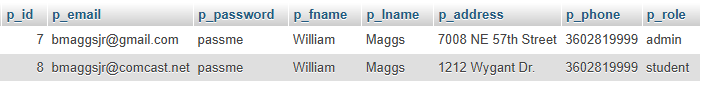 p_id p_email p_password p_fname p_lname p_address p_phone p_role
7 bmaggsjr@gmail.com passme William Maggs 7008 NE 57th Street 3602819999 admin
8 bmaggsjr@comcast.net passme William Maggs 1212 Wygant Dr. 3602819999 student